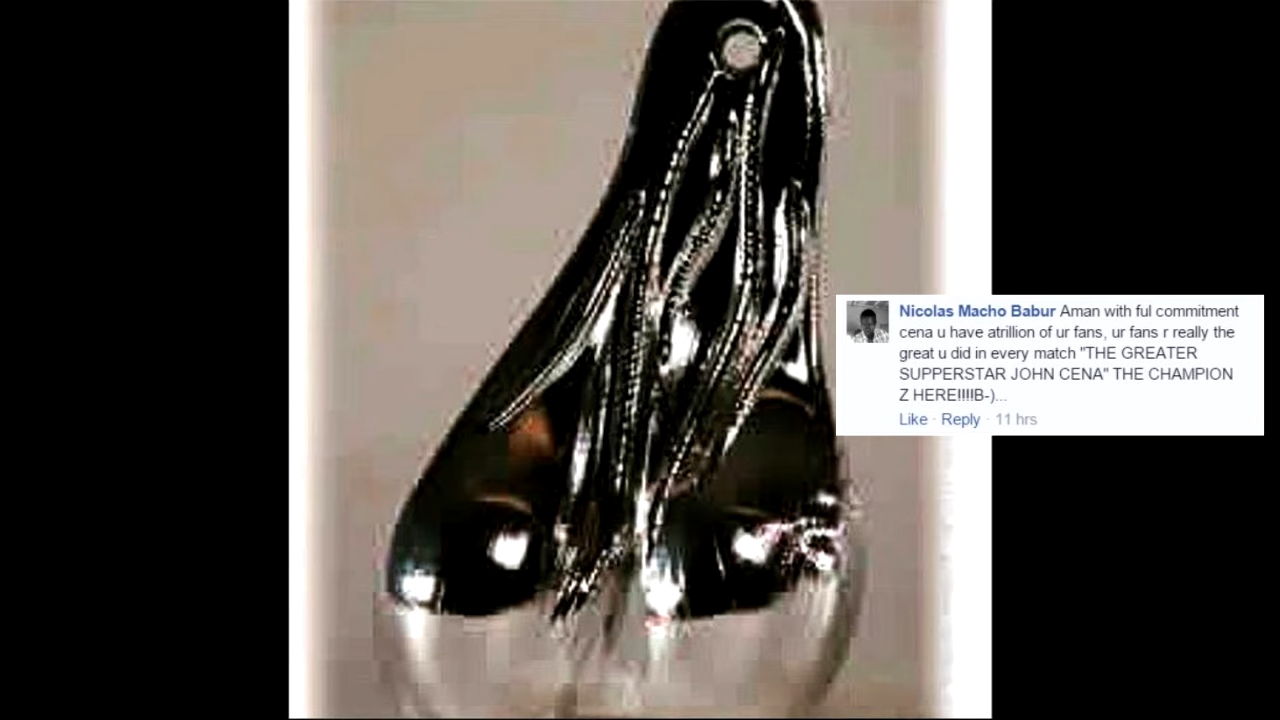 Nicolas Macho Babur Aman with ful commitment
cena u have atrillion of ur fans, ur fans r really the
great u did in every match "THE GREATER
SUPPERSTAR JOHN CENA" THE CHAMPION
Z HERE!!!!B-)...
Like · Reply · 11 hrs